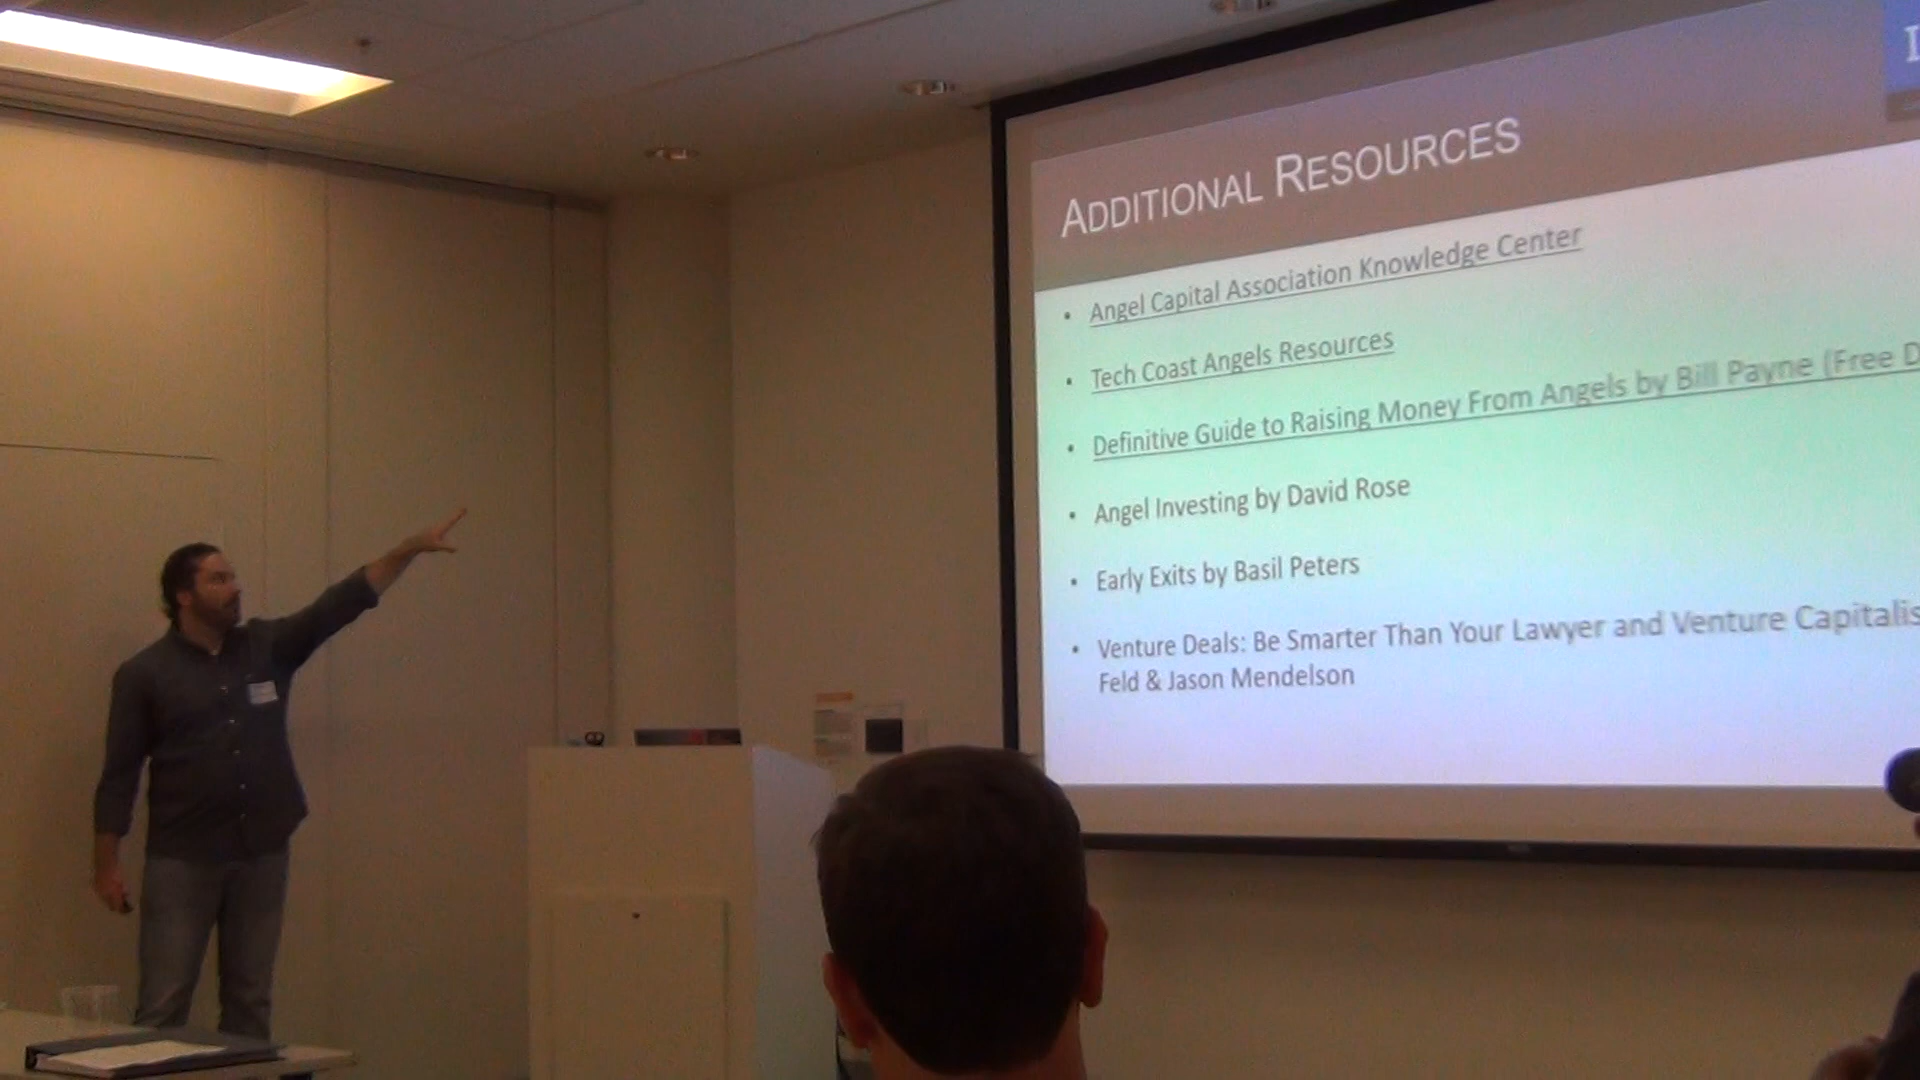 ADDITIONAL RESOURCES
• Angel Capital Association Knowledge Center
• Tech Coast Angels Resources
• Definitive Guide to Raising Money From Angels by Bill Payne (Free D
• Angel Investing by David Rose
• Early Exits by Basil Peters
• Venture Deals: Be Smarter Than Your Lawyer and Venture Capitalis
Feld & Jason Mendelson